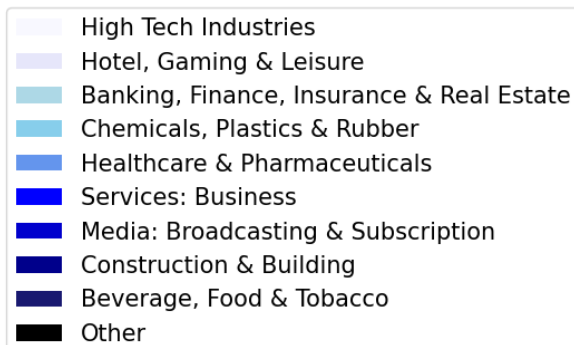 High Tech Industries
Hotel, Gaming & Leisure
Banking, Finance, Insurance & Real Estate
Chemicals, Plastics & Rubber
Healthcare & Pharmaceuticals
Services: Business
Media: Broadcasting & Subscription
Construction & Building
Beverage, Food & Tobacco
Other